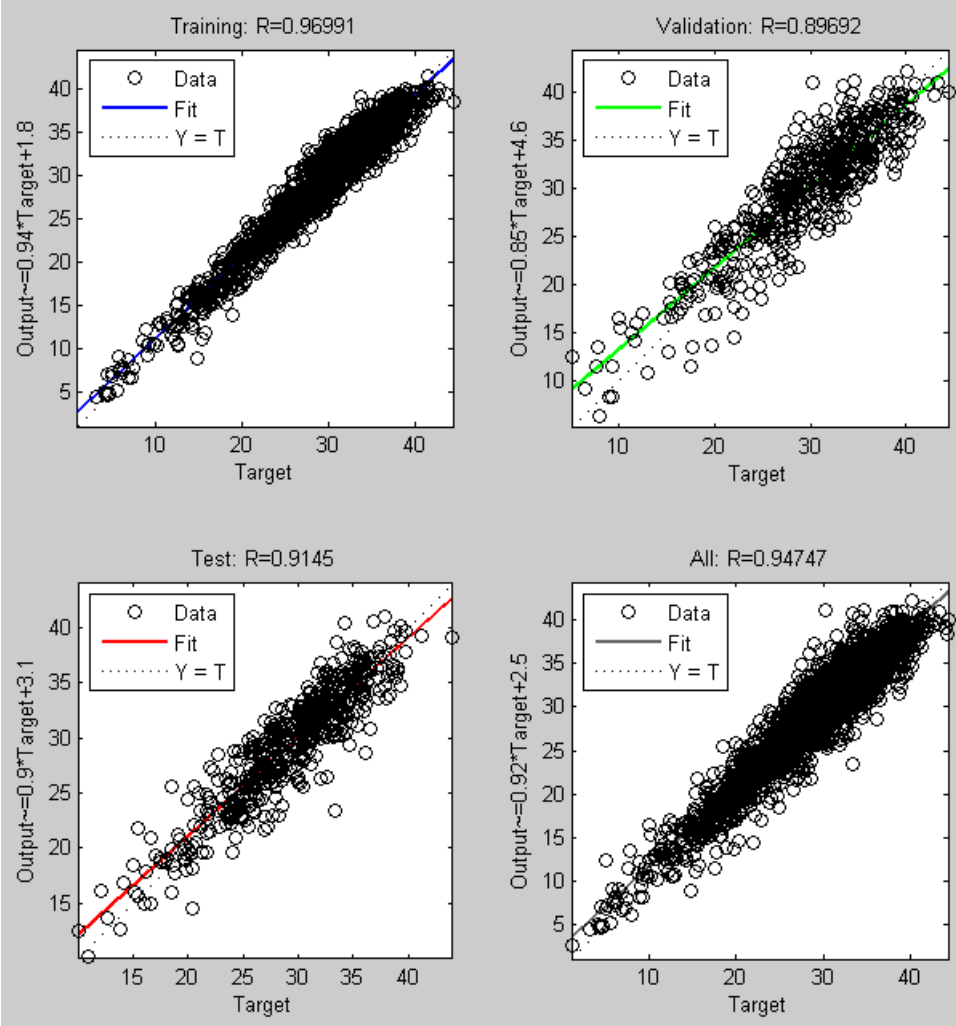 Training: R=0.96991
Data
Fit
Y = T
Output~=0.94*Target+1.8
40
35
30
25
20
15
10
5
10 20 30 40
Target
Validation: R=0.89692
Data
Fit
Y = T
Output~=0.85*Target+4.6
40
35
30
25
20
15
10
10 20 30 40
Target
Test: R=0.9145
Data
Fit
Y = T
Output~=0.9*Target+3.1
40
35
30
25
20
15
15 20 25 30 35 40
Target
All: R=0.94747
Data
Fit
Y = T
Output~=0.92*Target+2.5
40
35
30
25
20
15
10
5
10 20 30 40
Target